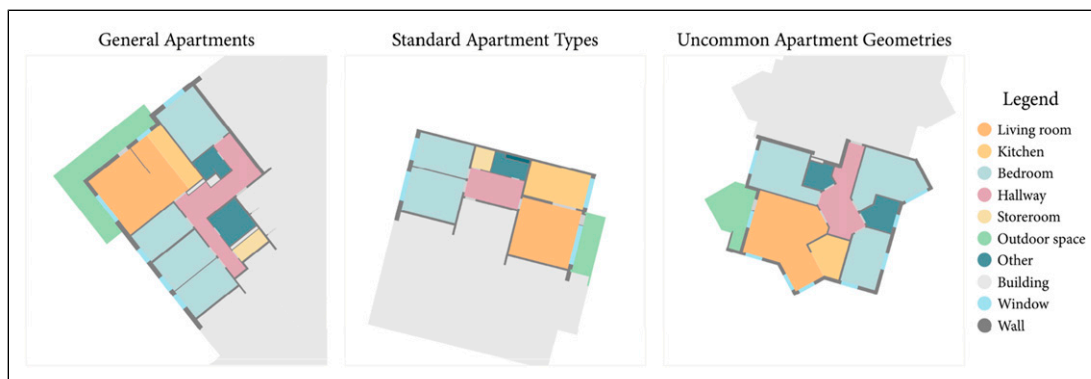 General Apartments
Standard Apartment Types
Uncommon Apartment Geometries
Legend
Living room
Kitchen
Bedroom
Hallway
Storeroom
Outdoor space
Other
Building
Window
Wall